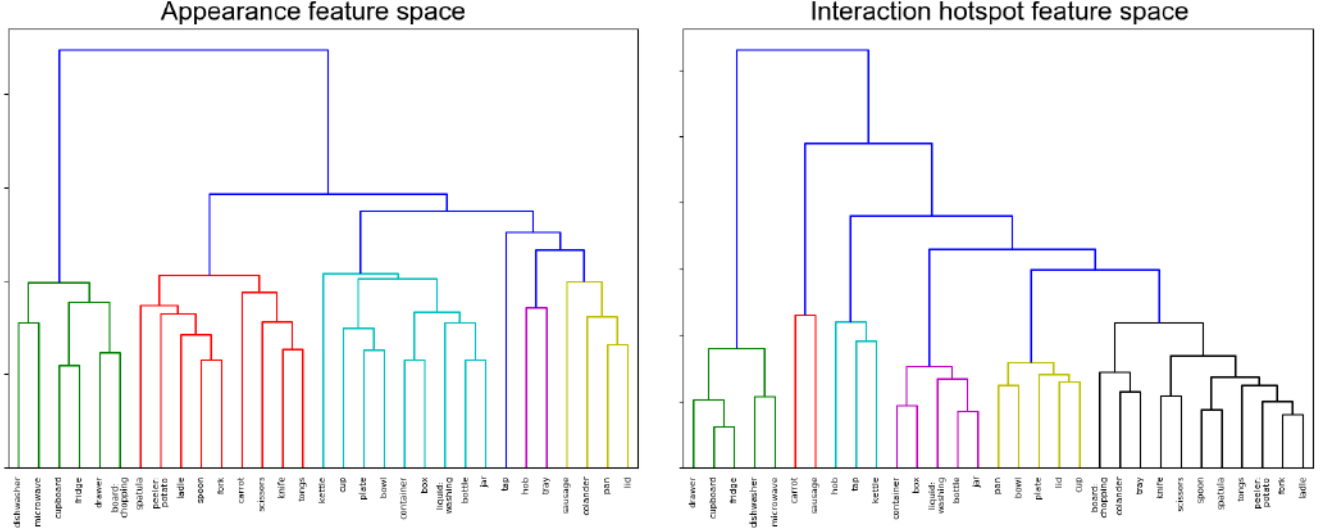 Appearance feature space
Interaction hotspot feature space
dishwasher
microwave
cupboard
fridge
drawer
board:
chopping
spatula
peeler:
potato
ladle
spoon
fork
carrot
scissors
knife
tongs
kettle
cup
plate
bowl
container
box
liquid:
washing
bottle
jar
tap
hob
tray
sausage
colander
pan
lid
drawer
cupboard
fridge
dishwasher
microwave
carrot
sausage
hob
tap
kettle
container
box
liquid:
washing
bottle
jar
pan
bowl
plate
lid
cup
board:
chopping
colander
tray
knife
scissors
spoon
spatula
tongs
peeler:
potato
fork
ladle